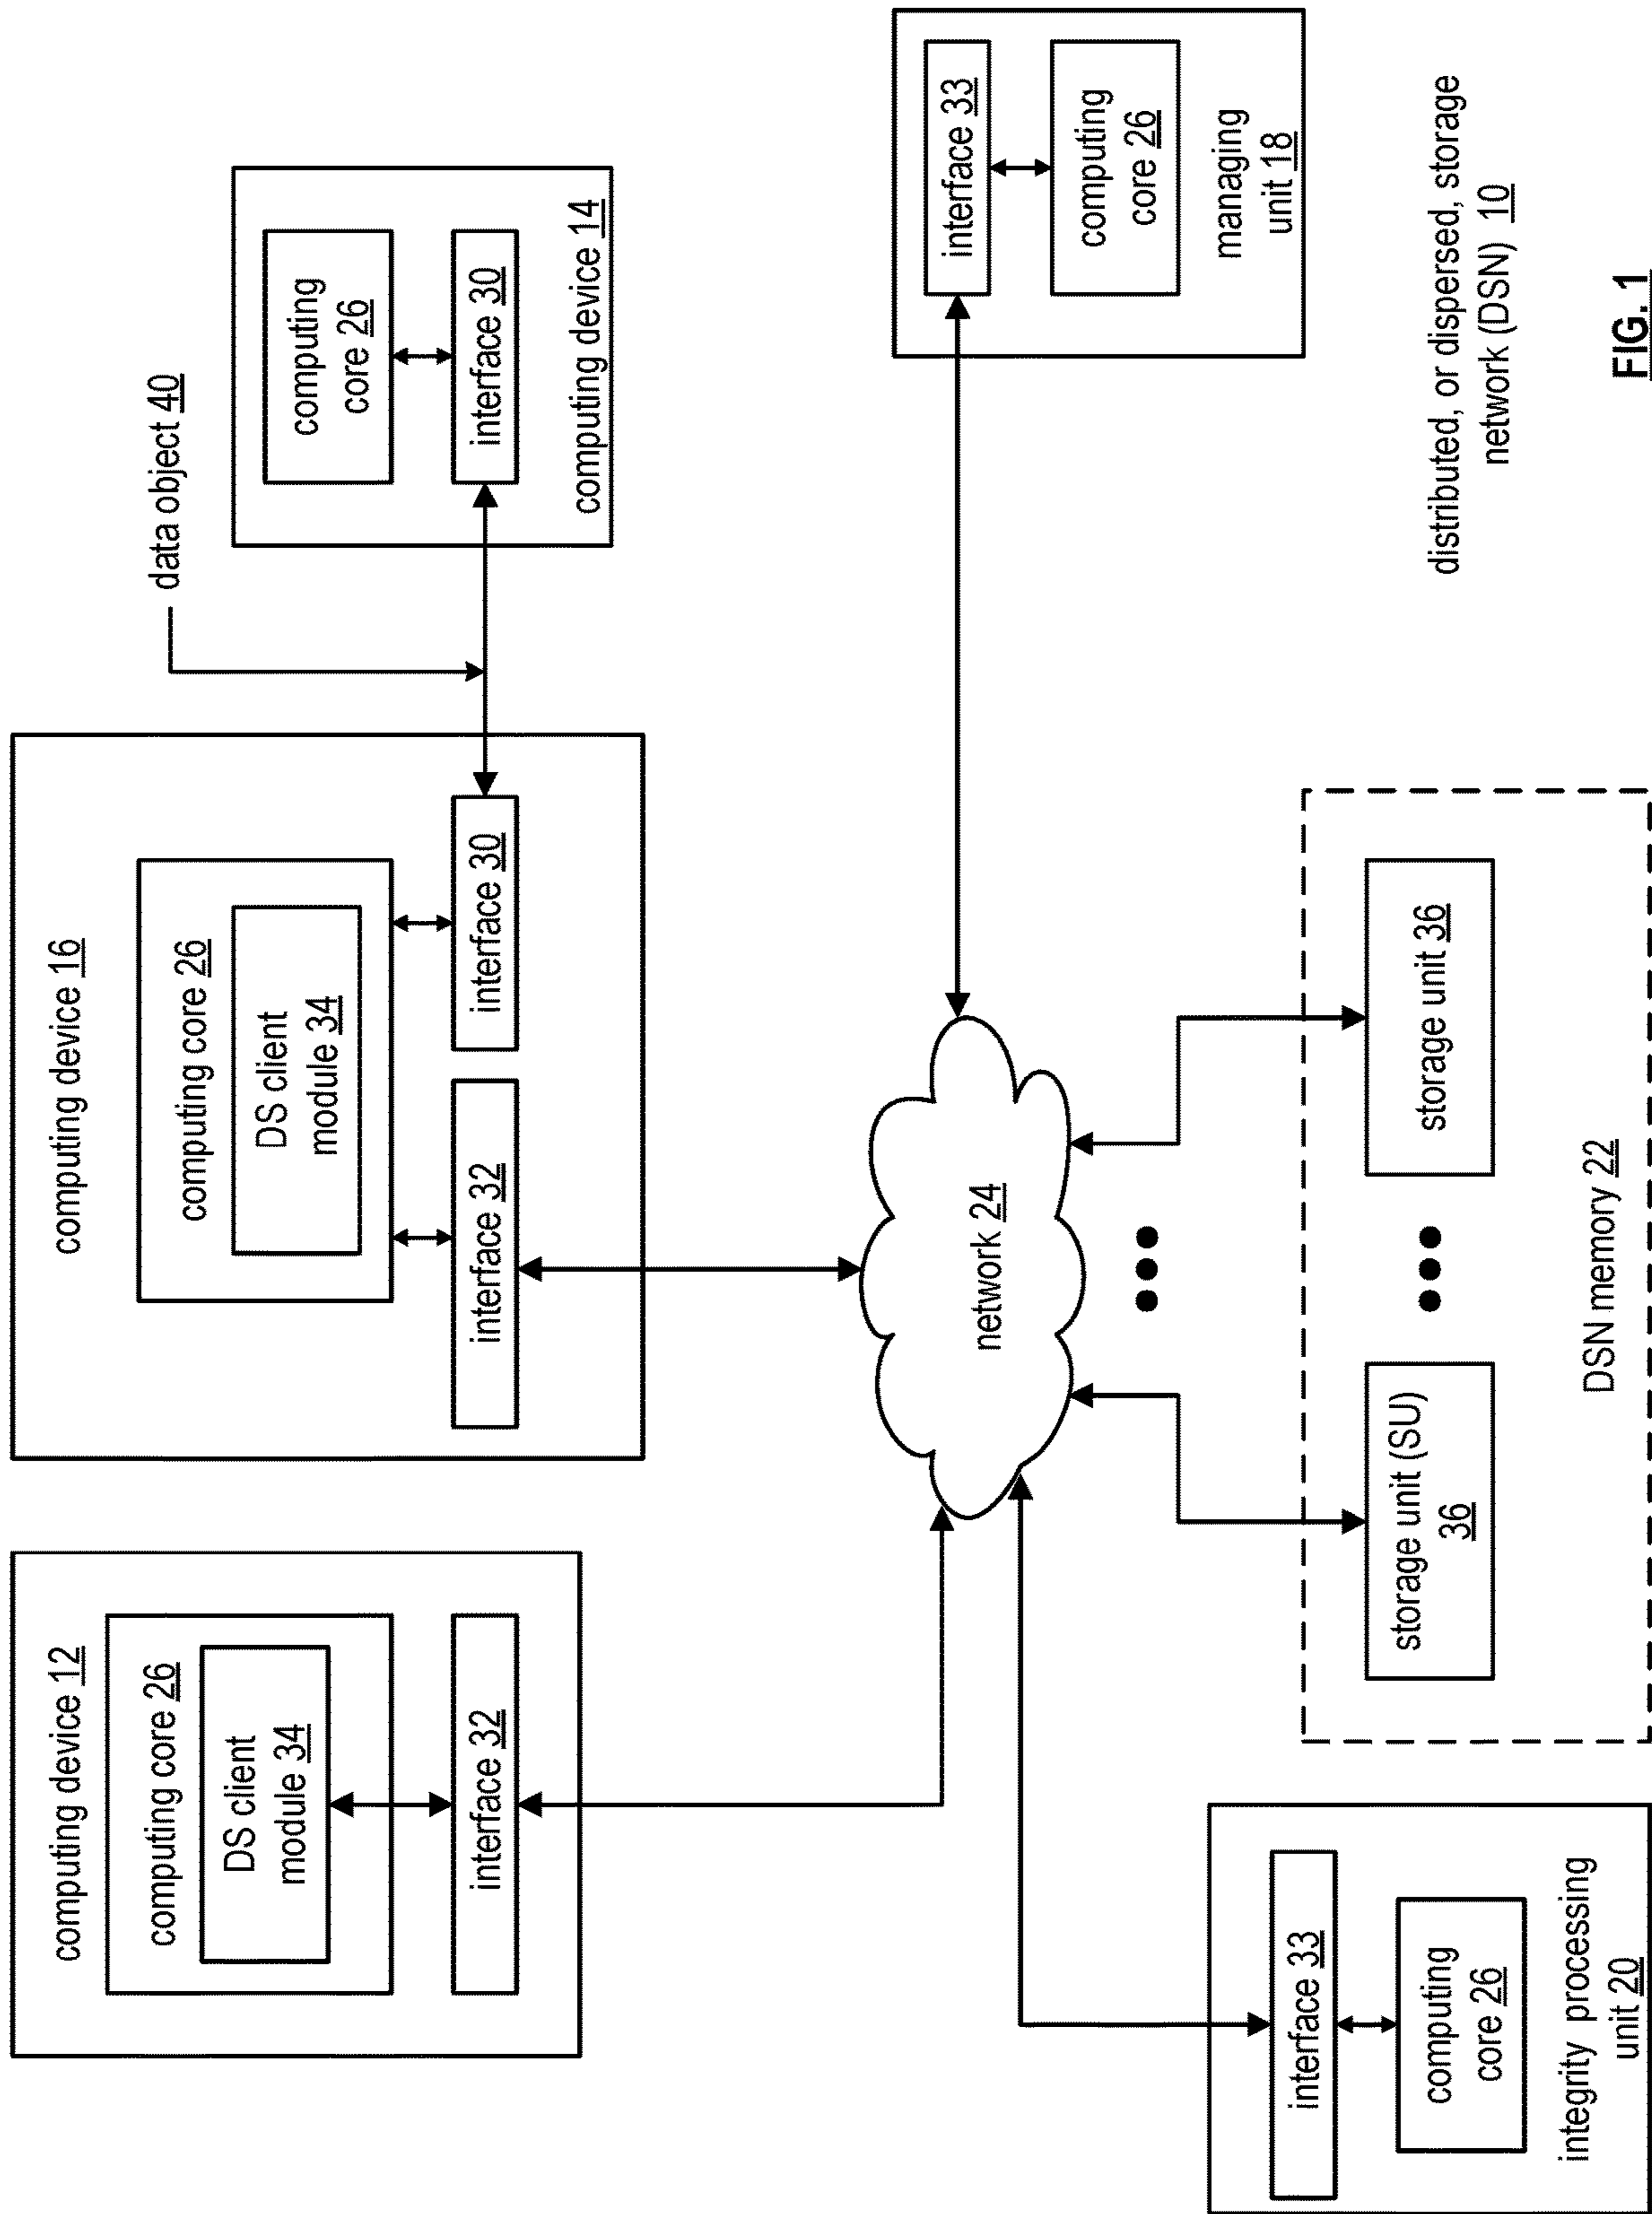 computing device 12
computing core 26
DS client
module 34
interface 32
computing device 16
computing core 26
DS client
module 34
interface 32
interface 30
data object 40
computing
core 26
interface 30
computing device 14
network 24
interface 33
computing
core 26
managing
unit 18
interface 33
computing
core 26
integrity processing
unit 20
storage unit (SU)
36
storage unit 36
DSN memory 22
distributed, or dispersed, storage
network (DSN) 10
FIG. 1